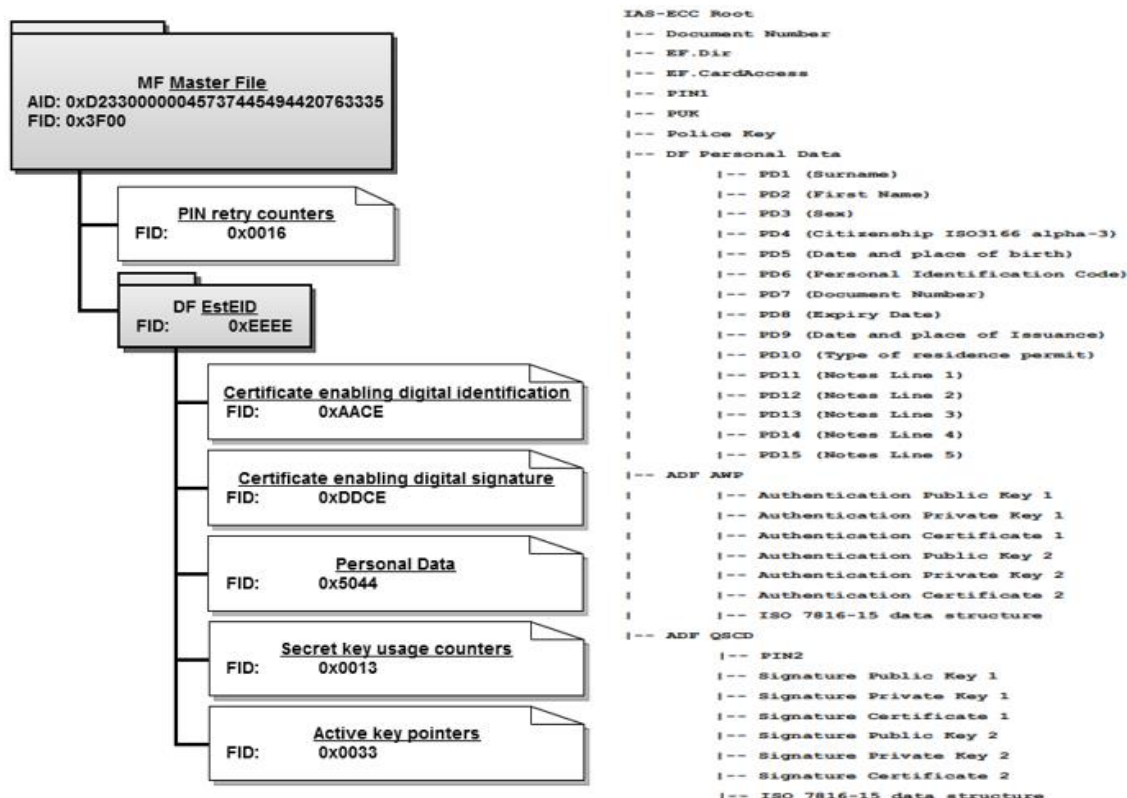 MF Master File
AID: 0xD23300000045737445494420763335
FID: 0x3F00
PIN retry counters
FID: 0x0016
DF EstEID
FID: 0xEEEE
Certificate enabling digital identification
FID: 0xAACE
Certificate enabling digital signature
FID: 0xDDCE
Personal Data
FID: 0x5044
Secret key usage counters
FID: 0x0013
Active key pointers
FID: 0x0033
IAS-ECC Root
|-- Document Number
|-- EF.Dir
|-- EF.CardAccess
|-- PIN1
|-- PUK
|-- Police Key
|-- DF Personal Data
| |-- PD1 (Surname)
| |-- PD2 (First Name)
| |-- PD3 (Sex)
| |-- PD4 (Citizenship ISO3166 alpha-3)
| |-- PD5 (Date and place of birth)
| |-- PD6 (Personal Identification Code)
| |-- PD7 (Document Number)
| |-- PD8 (Expiry Date)
| |-- PD9 (Date and place of Issuance)
| |-- PD10 (Type of residence permit)
| |-- PD11 (Notes Line 1)
| |-- PD12 (Notes Line 2)
| |-- PD13 (Notes Line 3)
| |-- PD14 (Notes Line 4)
| |-- PD15 (Notes Line 5)
|-- ADF AWP
| |-- Authentication Public Key 1
| |-- Authentication Private Key 1
| |-- Authentication Certificate 1
| |-- Authentication Public Key 2
| |-- Authentication Private Key 2
| |-- Authentication Certificate 2
| |-- ISO 7816-15 data structure
|-- ADF QSCD
|-- PIN2
|-- Signature Public Key 1
|-- Signature Private Key 1
|-- Signature Certificate 1
|-- Signature Public Key 2
|-- Signature Private Key 2
|-- Signature Certificate 2
|-- ISO 7816-15 data structure